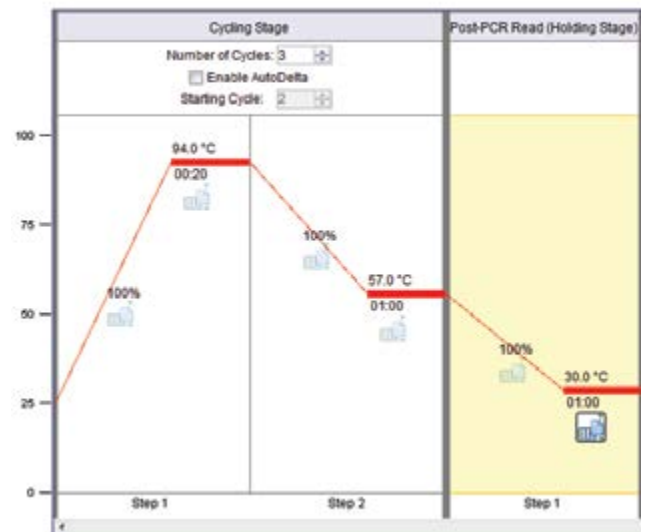 Cycling Stage
Post-PCR Read (Holding Stage)
Number of Cycles: 3
Enable AutoDelta
Starting Cycle: 2
100
94.0 °C
00:20
75
100%
57.0 °C
01:00
100%
50
100%
30.0 °C
01:00
25
0
Step 1
Step 2
Step 1